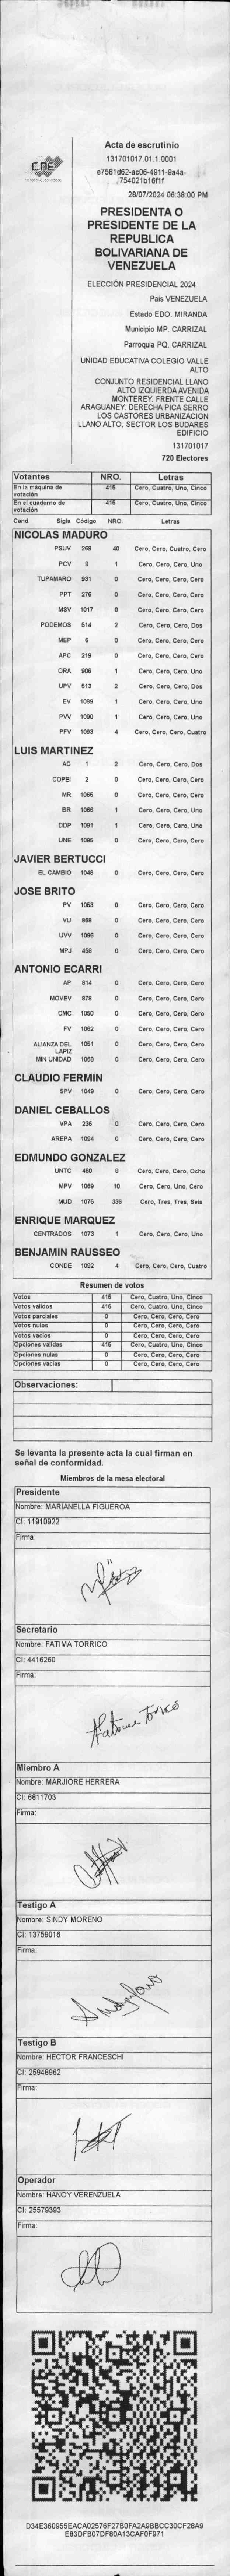 CNE
Acta de escrutinio
131701017.01.1.0001
e7581d62-ac06-4911-9a4a-
754021b16f1f
28/07/2024 06:38:00 PM
PRESIDENTA O
PRESIDENTE DE LA
REPUBLICA
BOLIVARIANA DE
VENEZUELA
ELECCIÓN PRESIDENCIAL 2024
Pais VENEZUELA
Estado EDO. MIRANDA
Municipio MP. CARRIZAL
Parroquia PQ. CARRIZAL
UNIDAD EDUCATIVA COLEGIO VALLE
ALTO
CONJUNTO RESIDENCIAL LLANO
ALTO IZQUIERDA AVENIDA
MONTEREY. FRENTE CALLE
ARAGUANEY. DERECHA PICA SERRO
LOS CASTORES URBANIZACION
LLANO ALTO, SECTOR LOS BUDARES
EDIFICIO
131701017
720 Electores
Votantes NRO. Letras
En la máquina de votación 415 Cero, Cuatro, Uno, Cinco
En el cuaderno de votación 415 Cero, Cuatro, Uno, Cinco
Cand. Sigla Código NRO. Letras
NICOLAS MADURO
PSUV 269 40 Cero, Cero, Cuatro, Cero
PCV 9 1 Cero, Cero, Cero, Uno
TUPAMARO 931 0 Cero, Cero, Cero, Cero
PPT 276 0 Cero, Cero, Cero, Cero
MSV 1017 0 Cero, Cero, Cero, Cero
PODEMOS 514 2 Cero, Cero, Cero, Dos
MEP 6 0 Cero, Cero, Cero, Cero
APC 219 0 Cero, Cero, Cero, Cero
ORA 906 1 Cero, Cero, Cero, Uno
UPV 513 2 Cero, Cero, Cero, Dos
EV 1089 1 Cero, Cero, Cero, Uno
PVV 1090 1 Cero, Cero, Cero, Uno
PFV 1093 4 Cero, Cero, Cero, Cuatro
LUIS MARTINEZ
AD 1 2 Cero, Cero, Cero, Dos
COPEI 2 0 Cero, Cero, Cero, Cero
MR 1065 0 Cero, Cero, Cero, Cero
BR 1066 1 Cero, Cero, Cero, Uno
DDP 1091 1 Cero, Cero, Cero, Uno
UNE 1095 0 Cero, Cero, Cero, Cero
JAVIER BERTUCCI
EL CAMBIO 1048 0 Cero, Cero, Cero, Cero
JOSE BRITO
PV 1053 0 Cero, Cero, Cero, Cero
VU 868 0 Cero, Cero, Cero, Cero
UVV 1096 0 Cero, Cero, Cero, Cero
MPJ 458 0 Cero, Cero, Cero, Cero
ANTONIO ECARRI
AP 814 0 Cero, Cero, Cero, Cero
MOVEV 878 0 Cero, Cero, Cero, Cero
CMC 1050 0 Cero, Cero, Cero, Cero
FV 1062 0 Cero, Cero, Cero, Cero
ALIANZA DEL LAPIZ 1051 0 Cero, Cero, Cero, Cero
MIN UNIDAD 1068 0 Cero, Cero, Cero, Cero
CLAUDIO FERMIN
SPV 1049 0 Cero, Cero, Cero, Cero
DANIEL CEBALLOS
VPA 236 0 Cero, Cero, Cero, Cero
AREPA 1094 0 Cero, Cero, Cero, Cero
EDMUNDO GONZALEZ
UNTC 460 8 Cero, Cero, Cero, Ocho
MPV 1069 10 Cero, Cero, Uno, Cero
MUD 1075 336 Cero, Tres, Tres, Seis
ENRIQUE MARQUEZ
CENTRADOS 1073 1 Cero, Cero, Cero, Uno
BENJAMIN RAUSSEO
CONDE 1092 4 Cero, Cero, Cero, Cuatro
Resumen de votos
Votos 415 Cero, Cuatro, Uno, Cinco
Votos validos 415 Cero, Cuatro, Uno, Cinco
Votos parciales 0 Cero, Cero, Cero, Cero
Votos nulos 0 Cero, Cero, Cero, Cero
Votos vacios 0 Cero, Cero, Cero, Cero
Opciones validas 415 Cero, Cuatro, Uno, Cinco
Opciones nulas 0 Cero, Cero, Cero, Cero
Opciones vacias 0 Cero, Cero, Cero, Cero
Observaciones:
Se levanta la presente acta la cual firman en
señal de conformidad.
Miembros de la mesa electoral
Presidente
Nombre: MARIANELLA FIGUEROA
CI: 11910922
Firma:
Secretario
Nombre: FATIMA TORRICO
CI: 4416260
Firma:
Miembro A
Nombre: MARJIORE HERRERA
CI: 6811703
Firma:
Testigo A
Nombre: SINDY MORENO
CI: 13759016
Firma:
Testigo B
Nombre: HECTOR FRANCESCHI
CI: 25948962
Firma:
Operador
Nombre: HANOY VERENZUELA
CI: 25579393
Firma:
D34E360955EACA02576F27B0FA2A9BBCC30CF28A9
EB3DFB07DF80A13CAF0F971